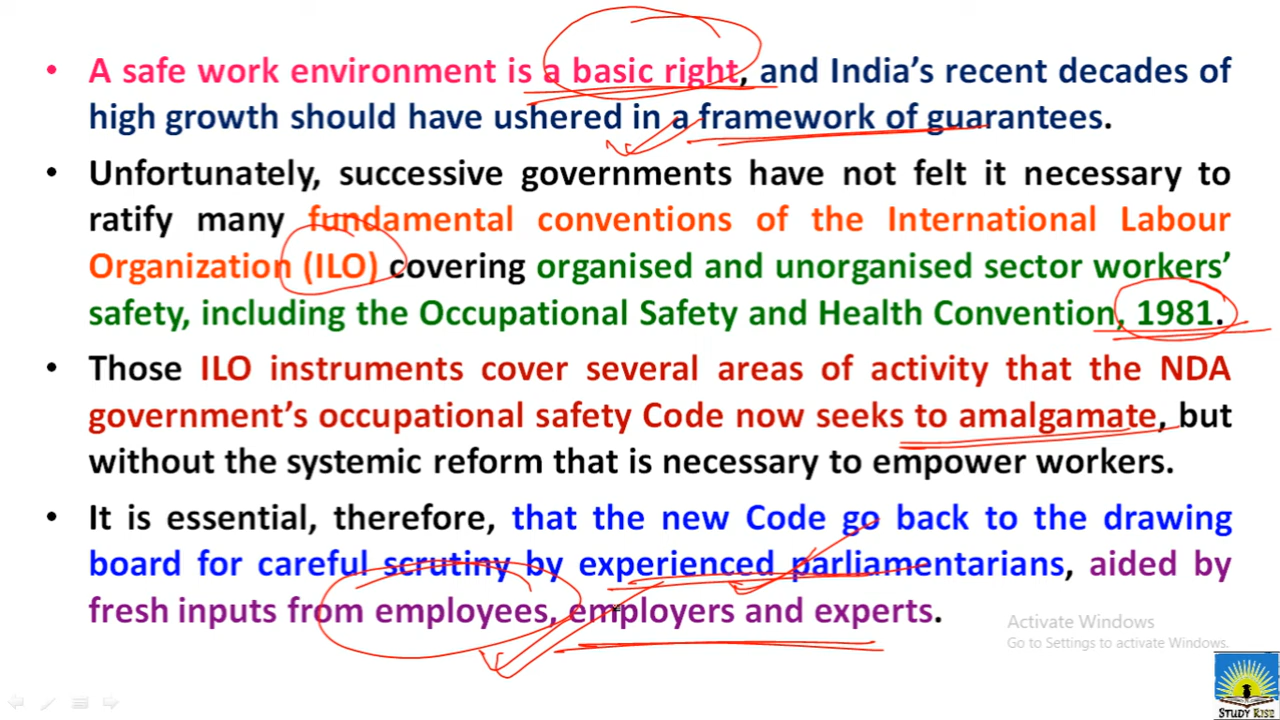 • A safe work environment is a basic right, and India's recent decades of
high growth should have ushered in a framework of guarantees.
• Unfortunately, successive governments have not felt it necessary to
ratify many fundamental conventions of the International Labour
Organization (ILO) covering organised and unorganised sector workers'
safety, including the Occupational Safety and Health Convention, 1981.
• Those ILO instruments cover several areas of activity that the NDA
government's occupational safety Code now seeks to amalgamate, but
without the systemic reform that is necessary to empower workers.
• It is essential, therefore, that the new Code go back to the drawing
board for careful scrutiny by experienced parliamentarians, aided by
fresh inputs from employees, employers and experts.
Activate Windows
Go to Settings to activate Windows.
STUDY RISE